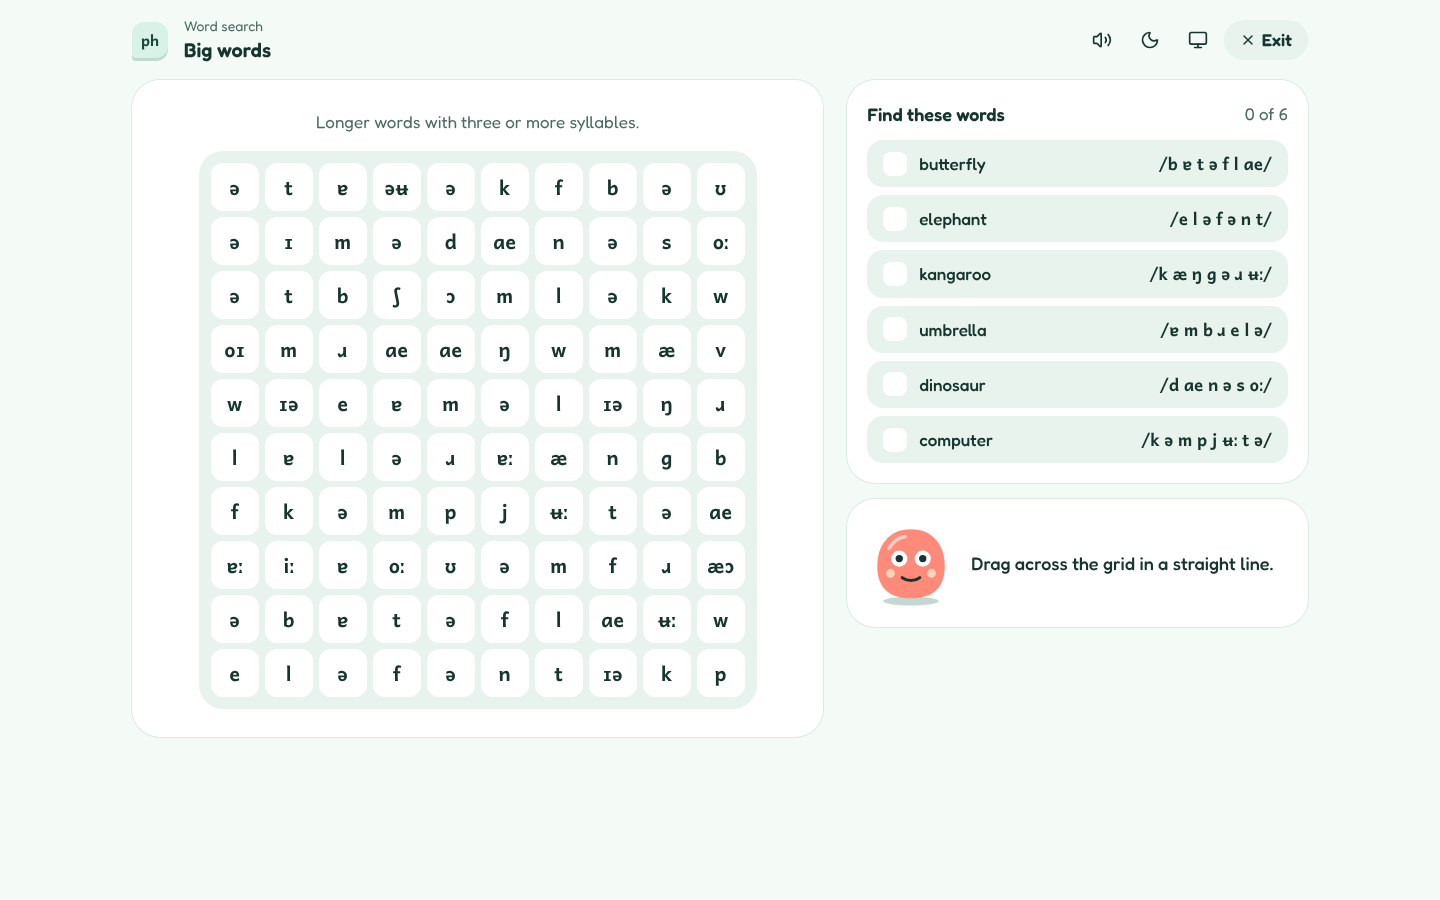 ph
Word search
Big words
Exit
Longer words with three or more syllables.
ə t ɐ əʉ ə k f b ə ʊ
ə ɪ m ə d ae n ə s oː
ə t b ʃ ɔ m l ə k w
oɪ m ɹ ae ae ŋ w m æ v
w ɪə e ɐ m ə l ɪə ŋ ɹ
l ɐ l ə ɹ ɐː æ n ɡ b
f k ə m p j ʉː t ə ae
ɐː iː ɐ oː ʊ ə m f ɹ æɔ
ə b ɐ t ə f l ae ʉː w
e l ə f ə n t ɪə k p
Find these words 0 of 6
butterfly /b ɐ t ə f l ae/
elephant /e l ə f ə n t/
kangaroo /k æ ŋ ɡ ə ɹ ʉː/
umbrella /ɐ m b ɹ e l ə/
dinosaur /d ae n ə s oː/
computer /k ə m p j ʉː t ə/
Drag across the grid in a straight line.